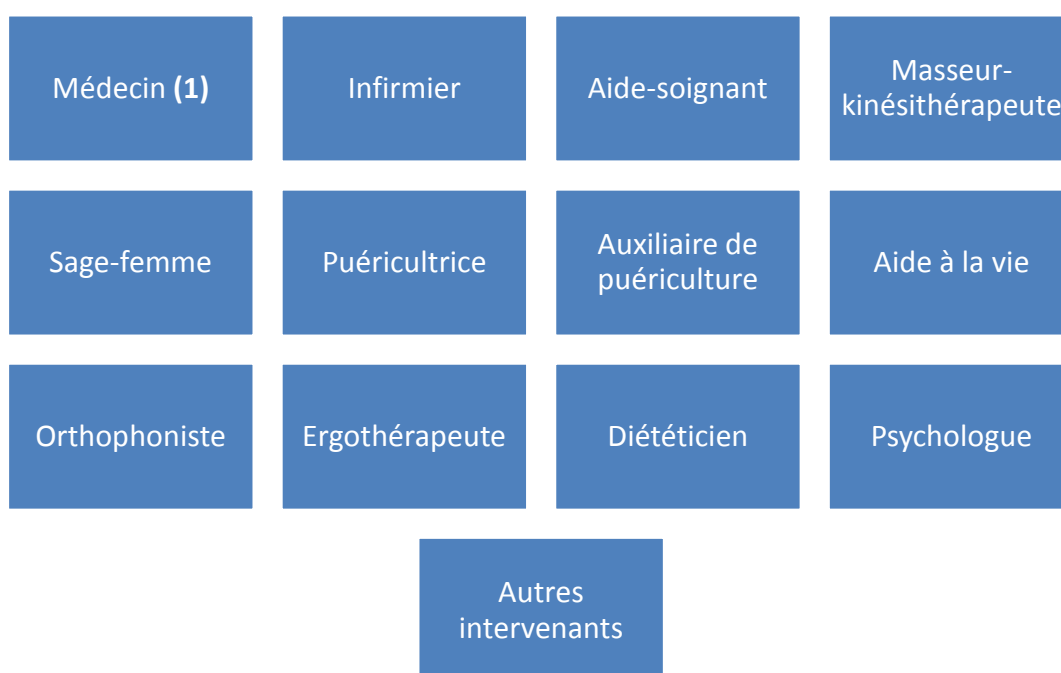 Médecin (1)
Infirmier
Aide-soignant
Masseur-
kinésithérapeute
Sage-femme
Puéricultrice
Auxiliaire de
puériculture
Aide à la vie
Orthophoniste
Ergothérapeute
Diététicien
Psychologue
Autres
intervenants